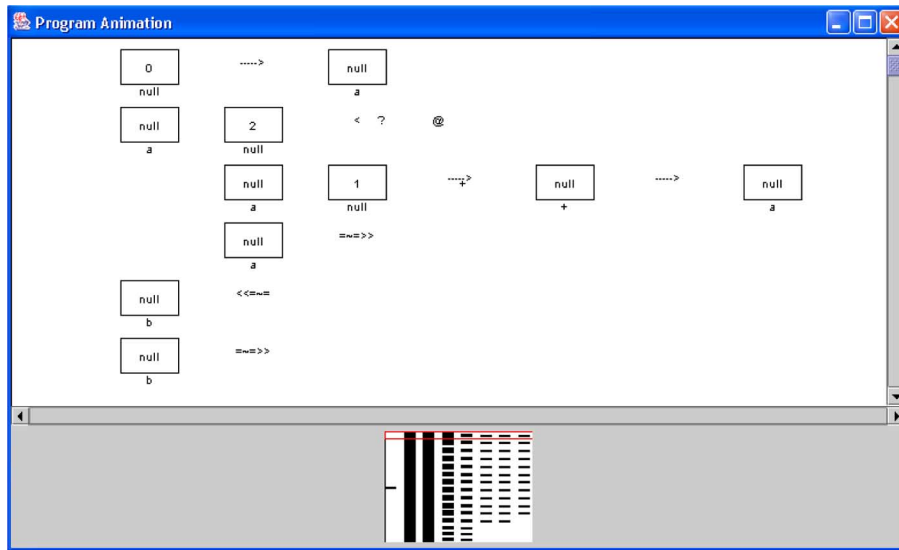 Program Animation
0 -----> null
null a
null 2 < ? @
a null
null 1 -----> null -----> null
a null + + a
null =~=>>
a
null <<=~=
b
null =~=>>
b